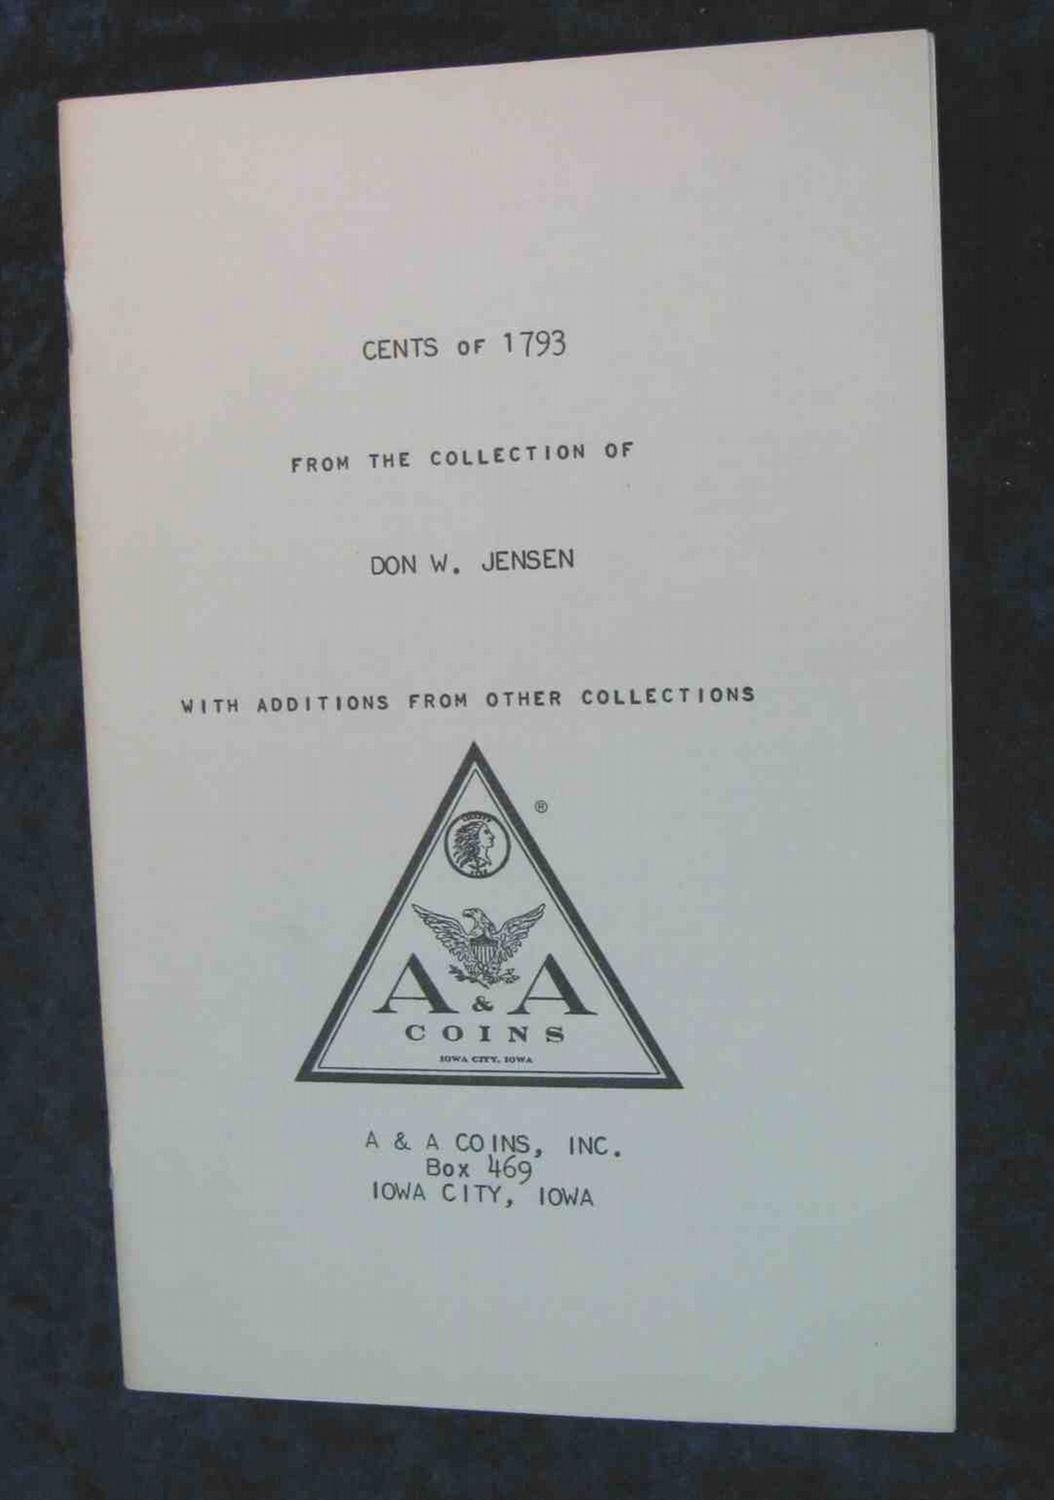 CENTS OF 1793
FROM THE COLLECTION OF
DON W. JENSEN
WITH ADDITIONS FROM OTHER COLLECTIONS
®
A & A
COINS
IOWA CITY, IOWA
A & A COINS, INC.
Box 469
IOWA CITY, IOWA